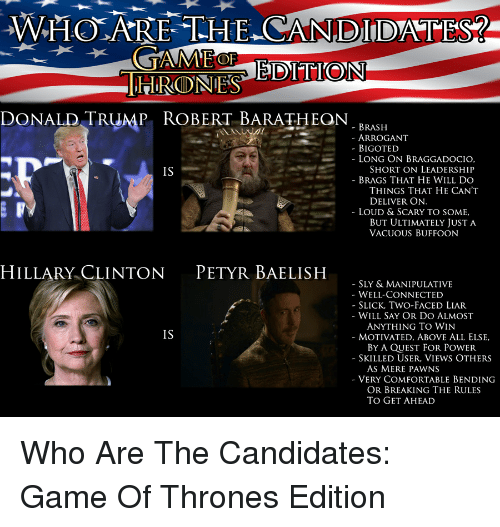 WHO ARE THE CANDIDATES?
GAME OF
THRONES EDITION
DONALD TRUMP ROBERT BARATHEON
- BRASH
- ARROGANT
- BIGOTED
- LONG ON BRAGGADOCIO,
SHORT ON LEADERSHIP
- BRAGS THAT HE WILL DO
THINGS THAT HE CAN'T
DELIVER ON.
- LOUD & SCARY TO SOME,
BUT ULTIMATELY JUST A
VACUOUS BUFFOON
IS
HILLARY CLINTON PETYR BAELISH
- SLY & MANIPULATIVE
- WELL-CONNECTED
- SLICK, TWO-FACED LIAR
- WILL SAY OR DO ALMOST
ANYTHING TO WIN
- MOTIVATED, ABOVE ALL ELSE,
BY A QUEST FOR POWER
- SKILLED USER, VIEWS OTHERS
AS MERE PAWNS
- VERY COMFORTABLE BENDING
OR BREAKING THE RULES
TO GET AHEAD
IS
Who Are The Candidates:
Game Of Thrones Edition